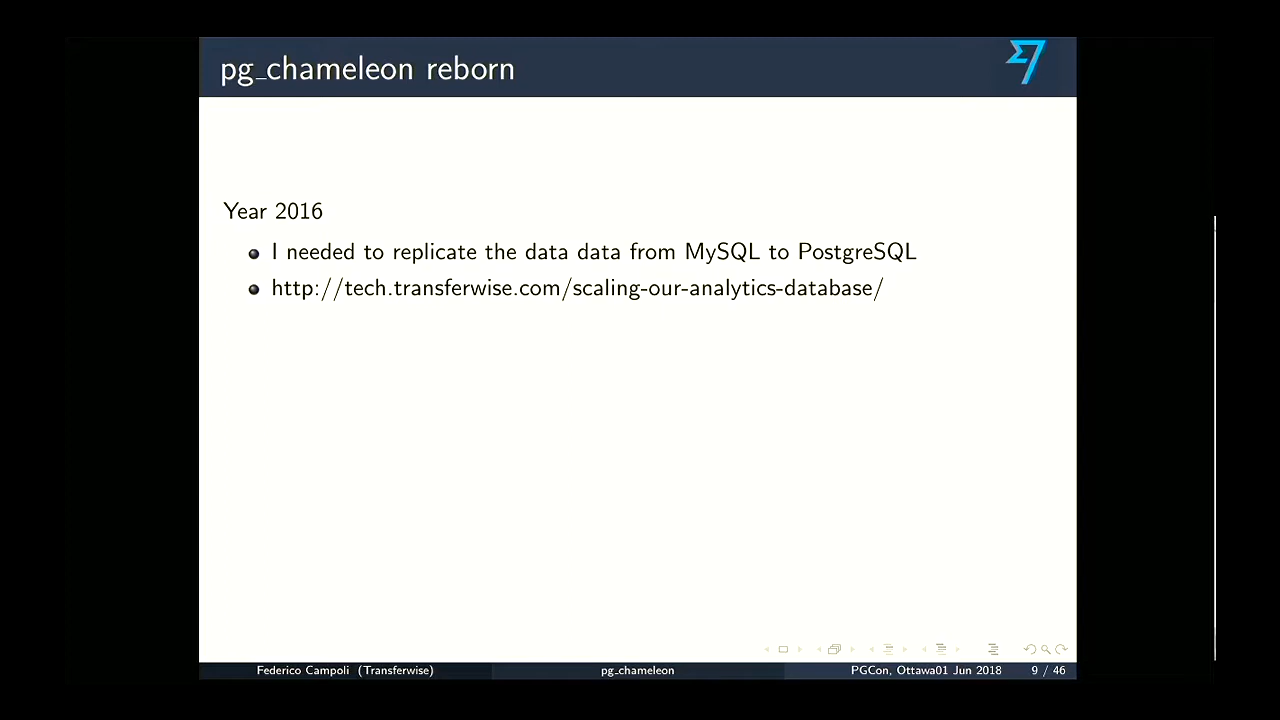 pg_chameleon reborn
Year 2016
I needed to replicate the data data from MySQL to PostgreSQL
http://tech.transferwise.com/scaling-our-analytics-database/
Federico Campoli (Transferwise) pg_chameleon PGCon, Ottawa01 Jun 2018 9 / 46